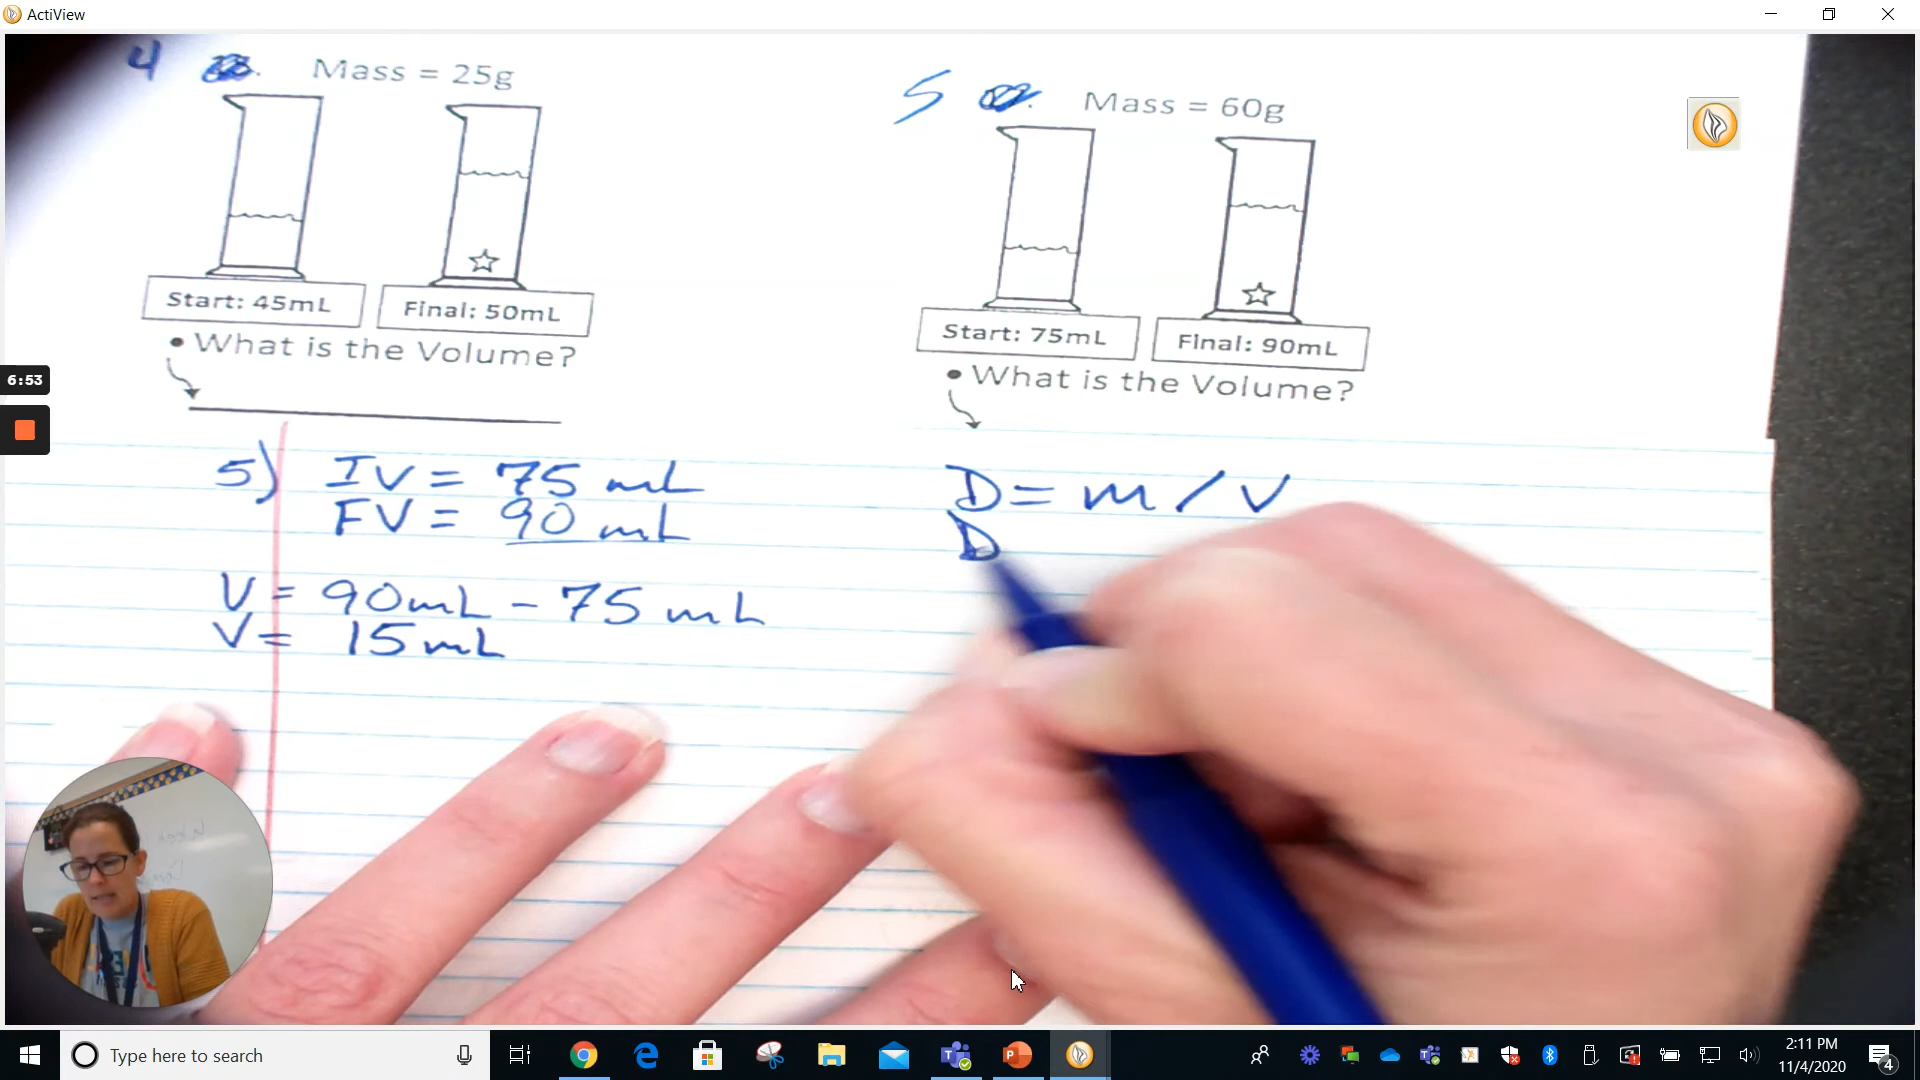 ActiView
4 Mass = 25g
5 Mass = 60g
Start: 45mL
Final: 50mL
Start: 75mL
Final: 90mL
• What is the Volume?
• What is the Volume?
6:53
5) IV = 75 mL
FV = 90 mL
V = 90mL - 75 mL
V = 15mL
D = m / V
D
Type here to search
2:11 PM
11/4/2020
4